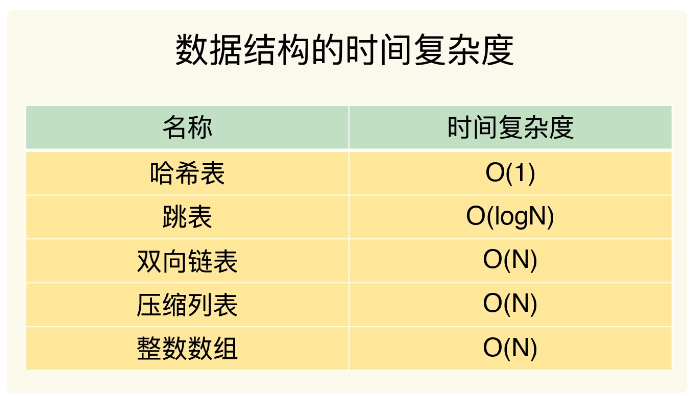 数据结构的时间复杂度
名称 时间复杂度
哈希表 O(1)
跳表 O(logN)
双向链表 O(N)
压缩列表 O(N)
整数数组 O(N)